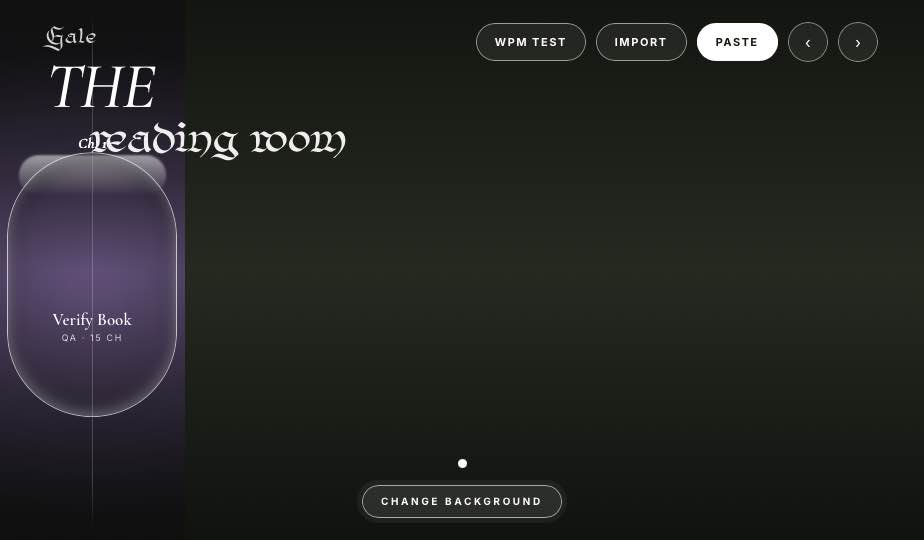 Gale
WPM TEST
IMPORT
PASTE
‹
›
THE
reading room
Verify Book
QA · 15 CH
CHANGE BACKGROUND